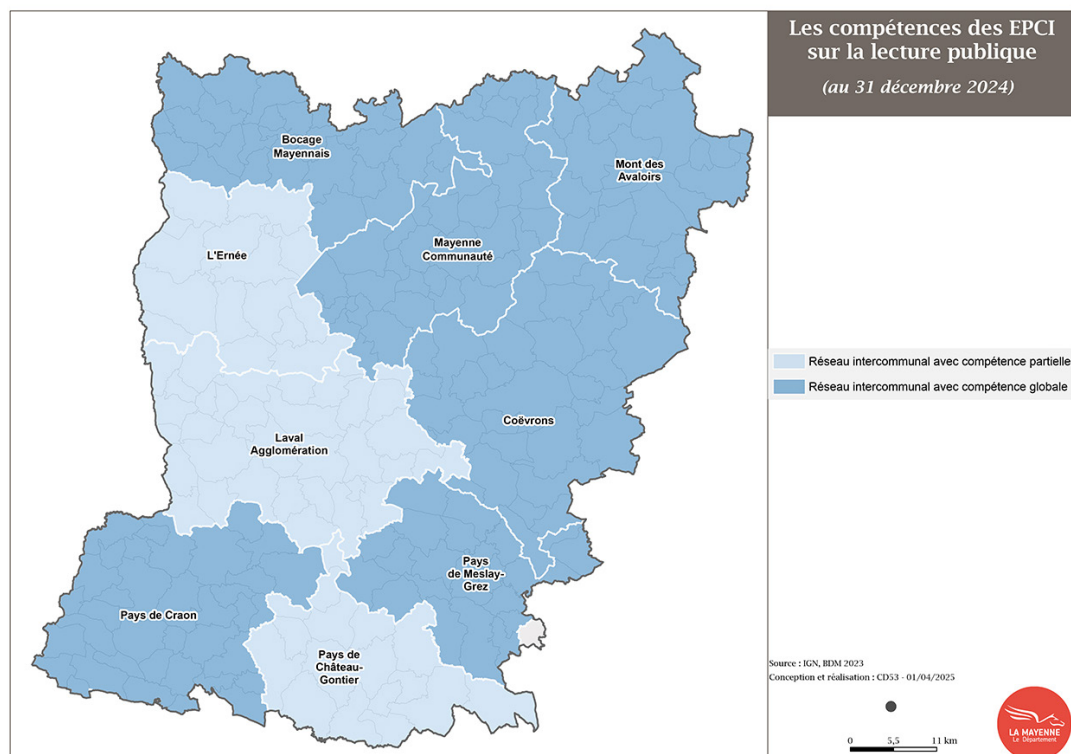 Les compétences des EPCI
sur la lecture publique
(au 31 décembre 2024)
Bocage
Mayennais
Mont des
Avaloirs
L'Ernée
Mayenne
Communauté
Réseau intercommunal avec compétence partielle
Réseau intercommunal avec compétence globale
Coëvrons
Laval
Agglomération
Pays
de Meslay-
Grez
Pays de Craon
Pays de
Château-
Gontier
Source : IGN, BDM 2023
Conception et réalisation : CD53 - 01/04/2025
0 5,5 11 km
LA MAYENNE
Le Département